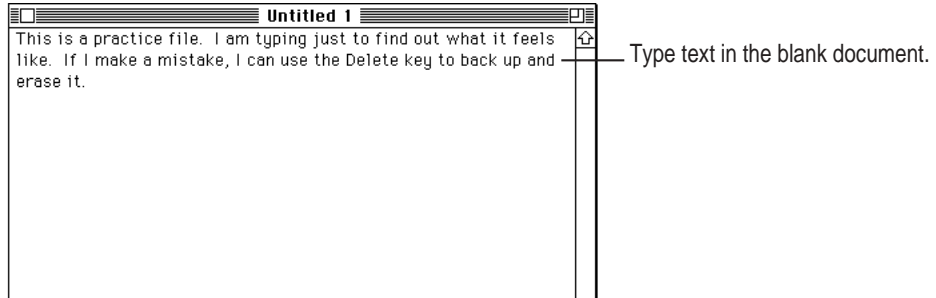 Untitled 1
This is a practice file.  I am typing just to find out what it feels
like.  If I make a mistake, I can use the Delete key to back up and
erase it.
Type text in the blank document.